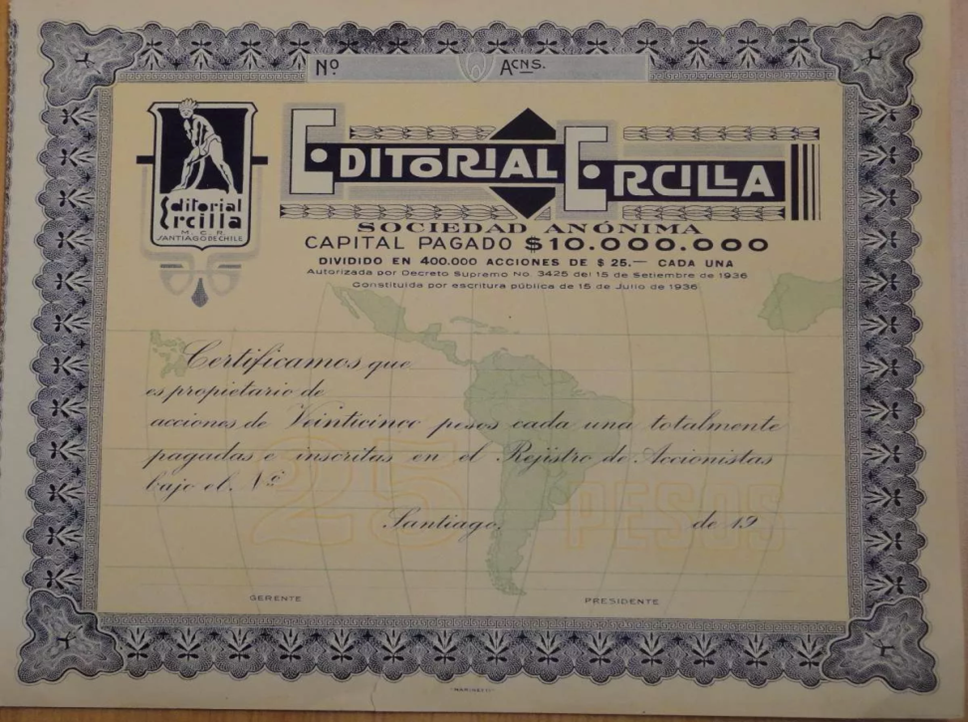 Nº ACNS.
Editorial
Ercilla
M. C. R.
SANTIAGO DE CHILE
EDITORIAL ERCILLA
SOCIEDAD ANÓNIMA
CAPITAL PAGADO $10.000.000
DIVIDIDO EN 400.000 ACCIONES DE $ 25.— CADA UNA
Autorizada por Decreto Supremo No. 3425 del 15 de Setiembre de 1936
Constituida por escritura pública de 15 de Julio de 1936
Certificamos que
es propietario de
acciones de Veinticinco pesos cada una totalmente
pagadas e inscritas en el Rejistro de Accionistas
bajo el Nº
25 PESOS
Santiago, de 19
GERENTE PRESIDENTE
"MARINETTI"